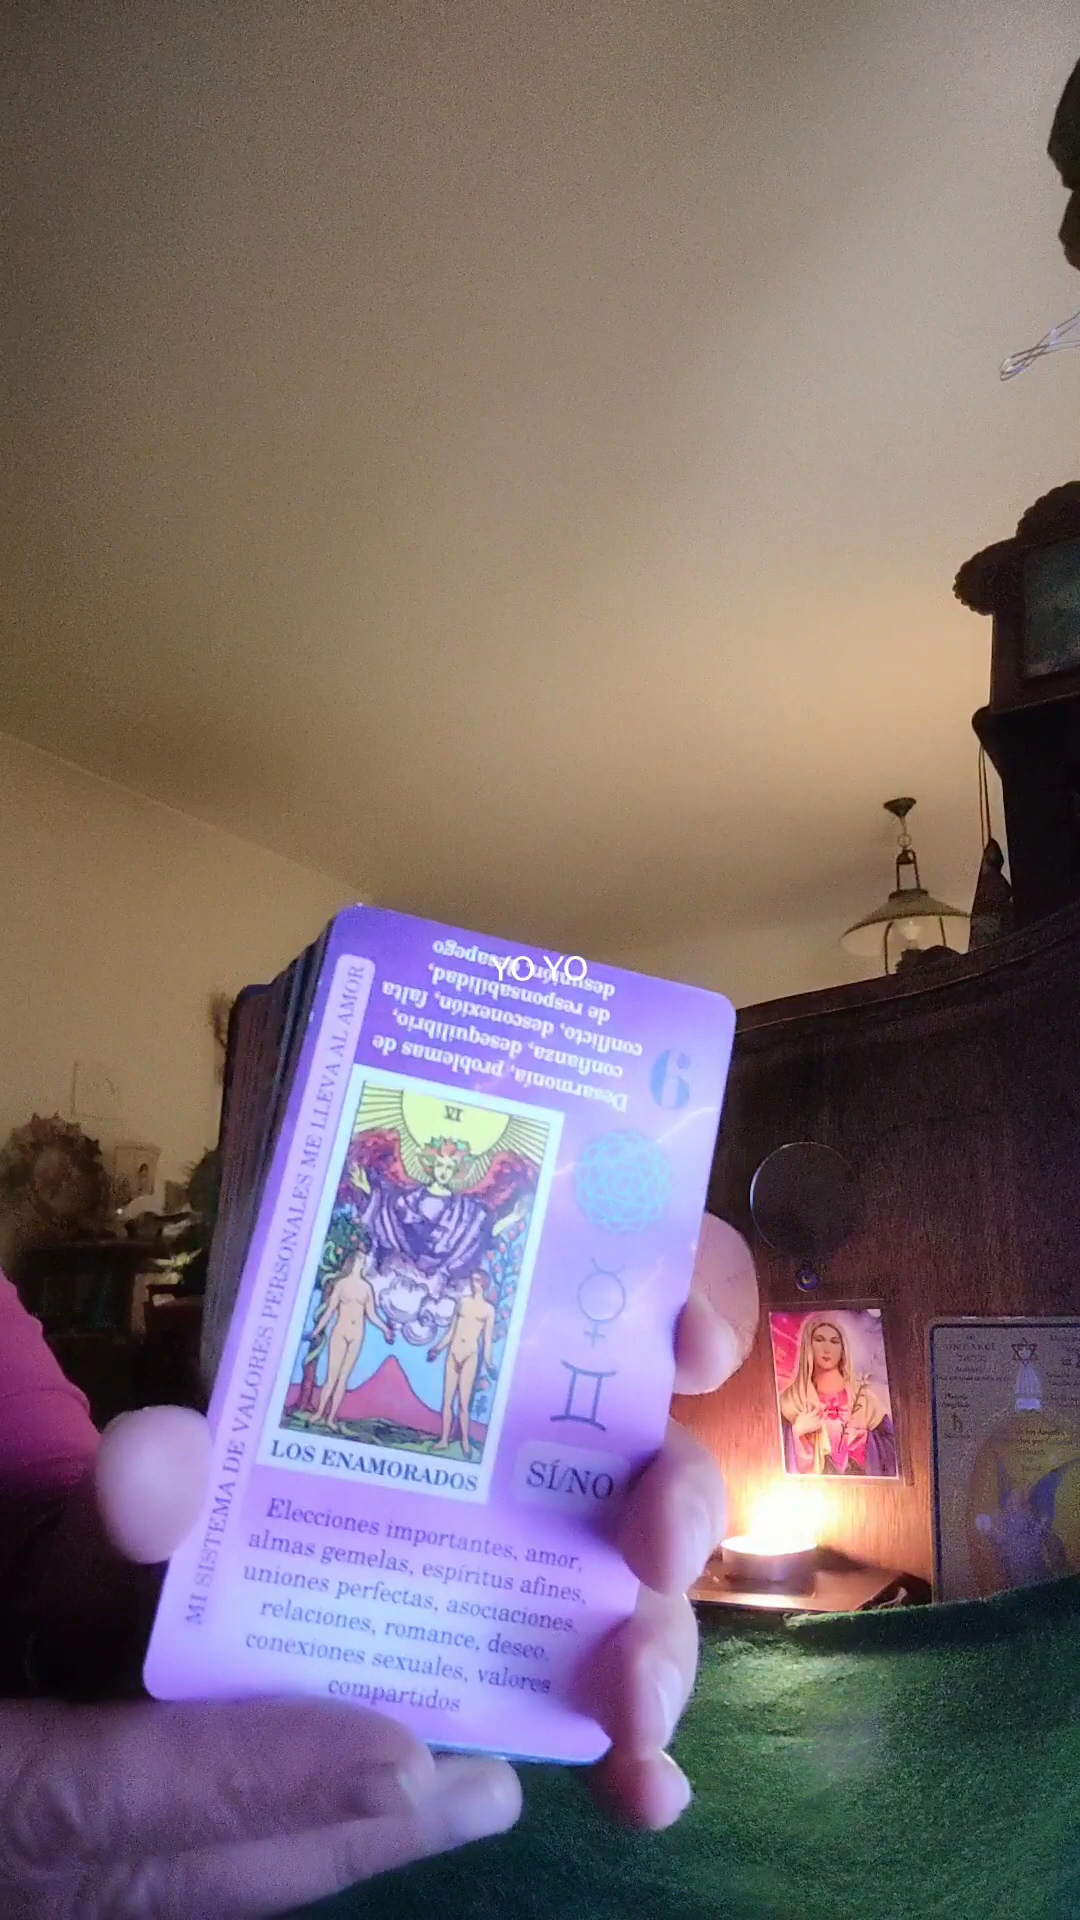 YO YO
Desarmonía, problemas de
confianza, desequilibrio,
conflicto, desconexión, falta
de responsabilidad,
desunión, desapego
6
MI SISTEMA DE VALORES PERSONALES ME LLEVA AL AMOR
VI
LOS ENAMORADOS
SÍ/NO
Elecciones importantes, amor,
almas gemelas, espíritus afines,
uniones perfectas, asociaciones,
relaciones, romance, deseo,
conexiones sexuales, valores
compartidos